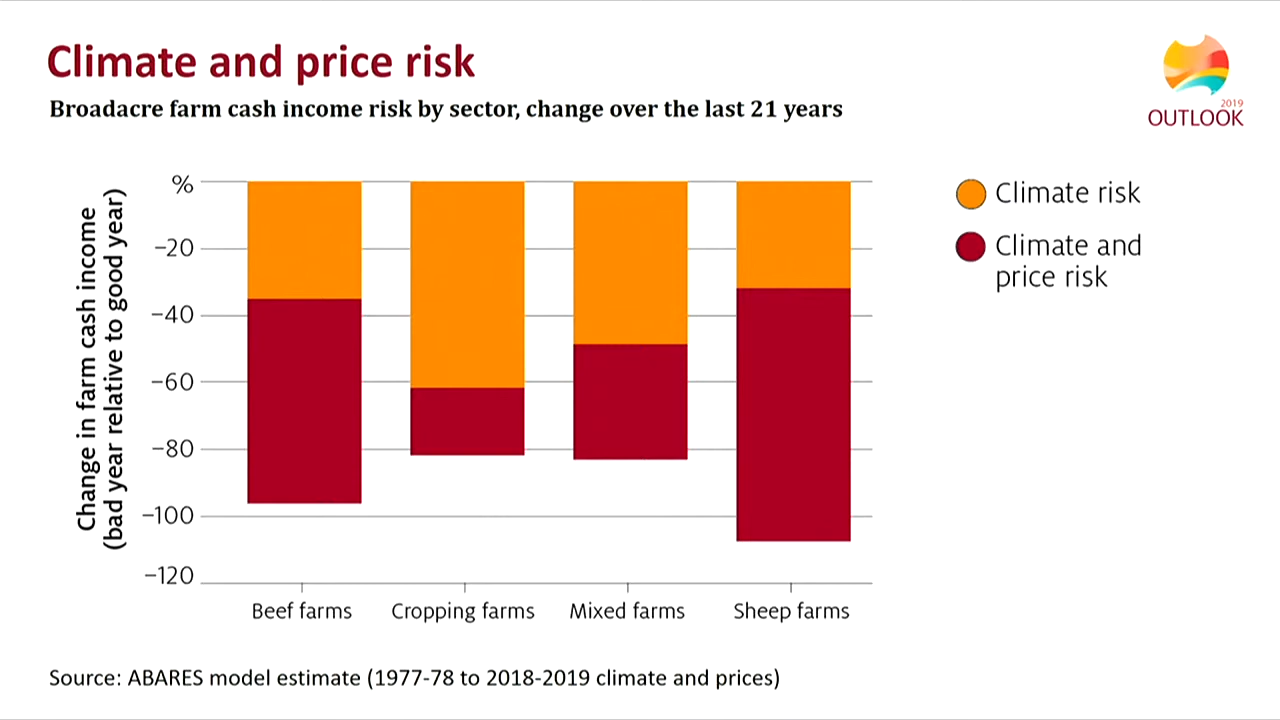 Climate and price risk
Broadacre farm cash income risk by sector, change over the last 21 years
2019
OUTLOOK
Change in farm cash income
(bad year relative to good year)
%
−20
−40
−60
−80
−100
−120
Beef farms
Cropping farms
Mixed farms
Sheep farms
Climate risk
Climate and
price risk
Source: ABARES model estimate (1977-78 to 2018-2019 climate and prices)